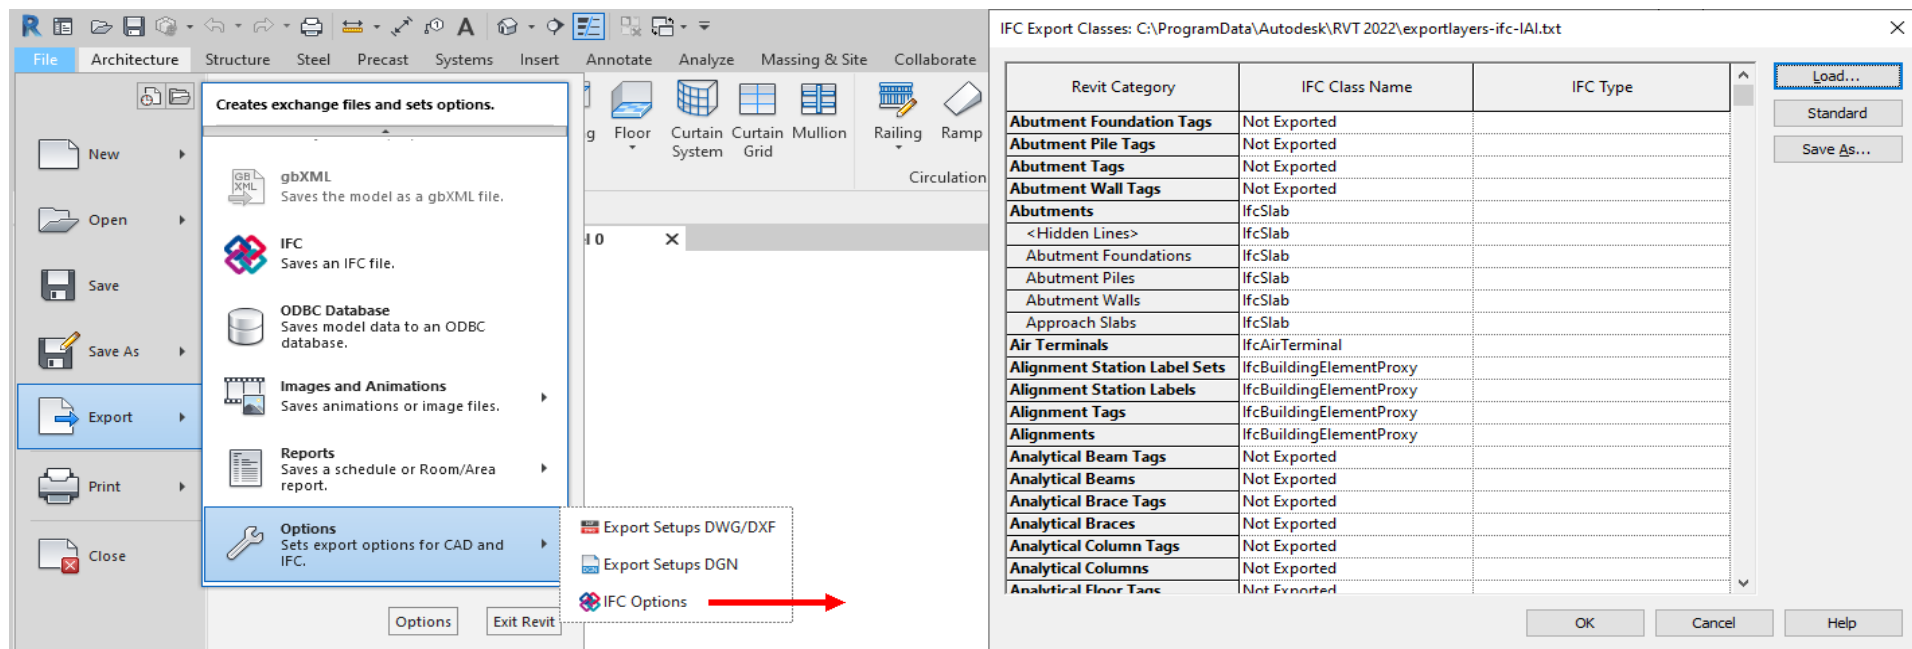 File
Architecture
Structure
Steel
Precast
Systems
Insert
Annotate
Analyze
Massing & Site
Collaborate
Creates exchange files and sets options.
New
Open
Save
Save As
Export
Print
Close
GB
XML
gbXML
Saves the model as a gbXML file.
IFC
Saves an IFC file.
ODBC Database
Saves model data to an ODBC
database.
Images and Animations
Saves animations or image files.
Reports
Saves a schedule or Room/Area
report.
Options
Sets export options for CAD and
IFC.
Options
Exit Revit
Export Setups DWG/DXF
DGN
Export Setups DGN
IFC Options
g
Floor
Curtain
System
Curtain
Grid
Mullion
Railing
Ramp
Circulation
l 0
IFC Export Classes: C:\ProgramData\Autodesk\RVT 2022\exportlayers-ifc-IAI.txt
Revit Category IFC Class Name IFC Type
Abutment Foundation Tags Not Exported
Abutment Pile Tags Not Exported
Abutment Tags Not Exported
Abutment Wall Tags Not Exported
Abutments IfcSlab
<Hidden Lines> IfcSlab
Abutment Foundations IfcSlab
Abutment Piles IfcSlab
Abutment Walls IfcSlab
Approach Slabs IfcSlab
Air Terminals IfcAirTerminal
Alignment Station Label Sets IfcBuildingElementProxy
Alignment Station Labels IfcBuildingElementProxy
Alignment Tags IfcBuildingElementProxy
Alignments IfcBuildingElementProxy
Analytical Beam Tags Not Exported
Analytical Beams Not Exported
Analytical Brace Tags Not Exported
Analytical Braces Not Exported
Analytical Column Tags Not Exported
Analytical Columns Not Exported
Analytical Floor Tags Not Exported
Load...
Standard
Save As...
OK
Cancel
Help